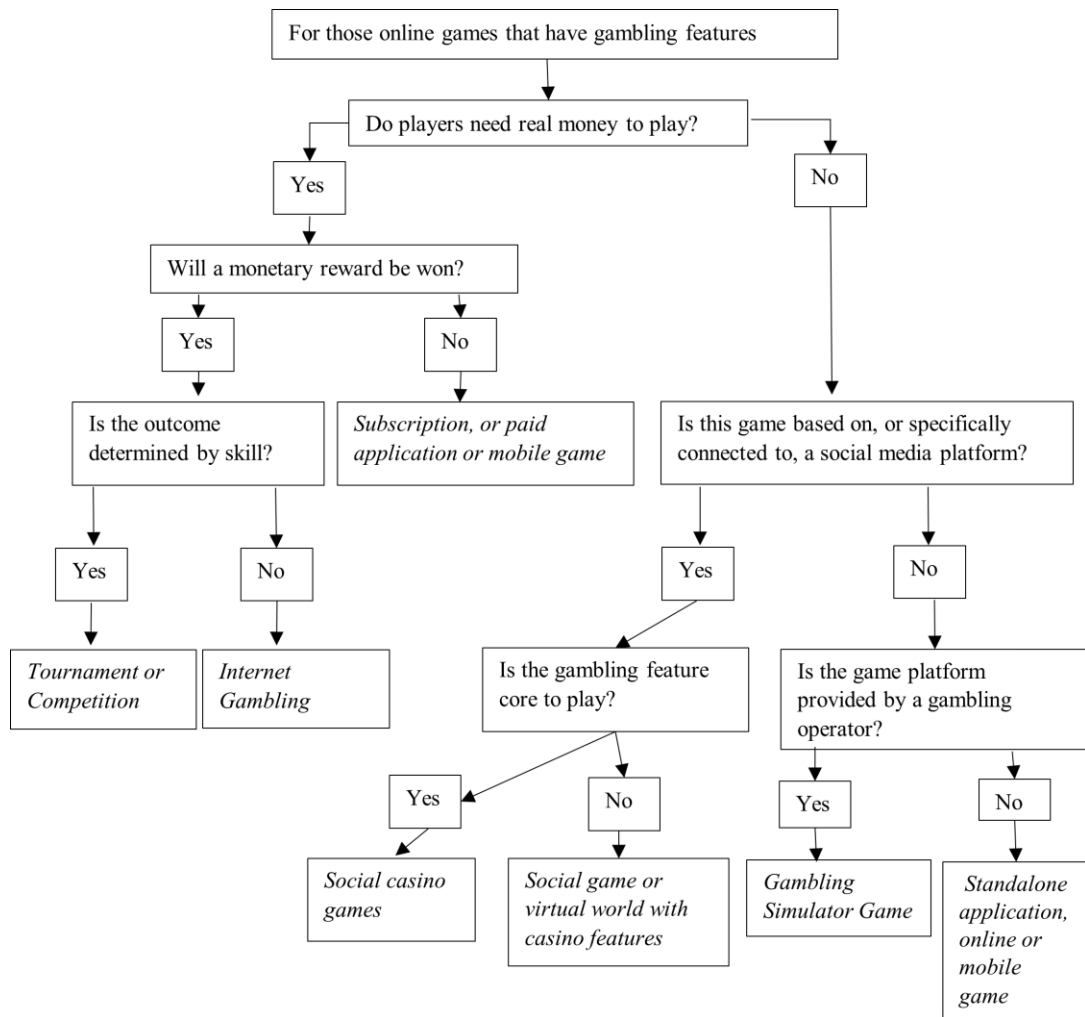 For those online games that have gambling features
Do players need real money to play?
Yes
No
Will a monetary reward be won?
Yes
No
Is the outcome
determined by skill?
Subscription, or paid
application or mobile game
Is this game based on, or specifically
connected to, a social media platform?
Yes
No
Yes
No
Tournament or
Competition
Internet
Gambling
Is the gambling feature
core to play?
Is the game platform
provided by a gambling
operator?
Yes
No
Yes
No
Social casino
games
Social game or
virtual world with
casino features
Gambling
Simulator Game
Standalone
application,
online or
mobile
game